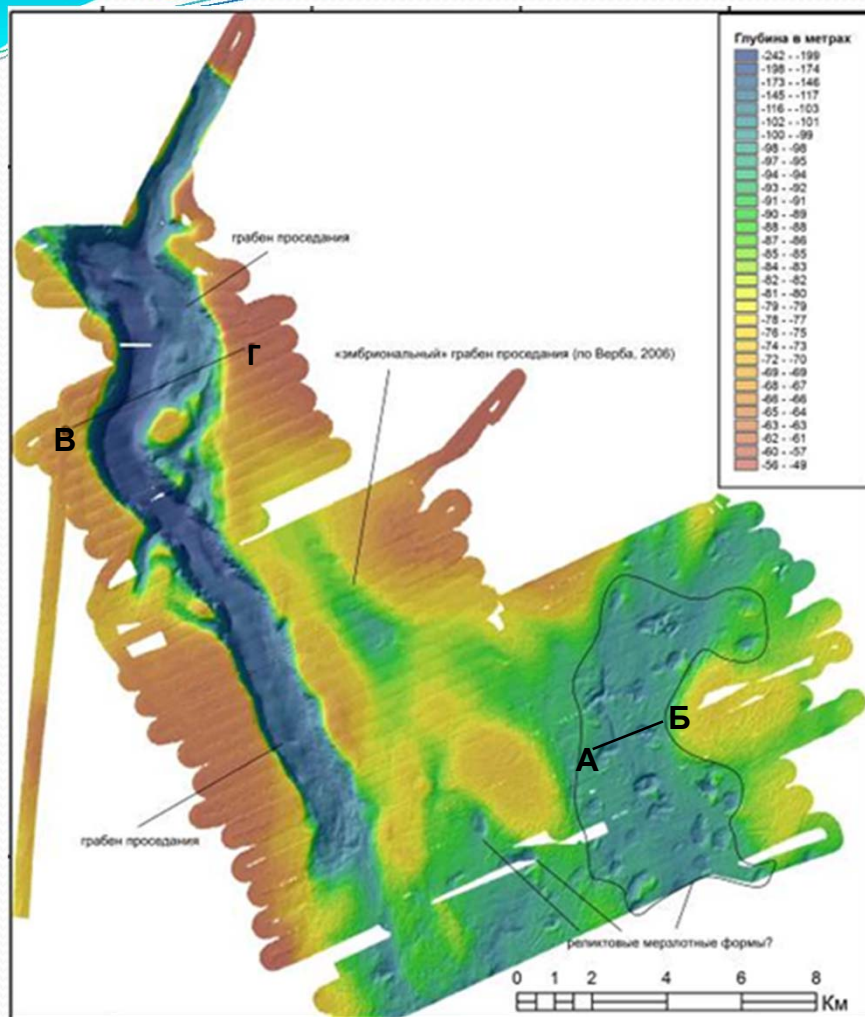 Глубина в метрах
-242 - -199
-198 - -174
-173 - -146
-145 - -117
-116 - -103
-102 - -101
-100 - -99
-98 - -98
-97 - -95
-94 - -94
-93 - -92
-91 - -91
-90 - -89
-88 - -88
-87 - -86
-85 - -85
-84 - -83
-82 - -82
-81 - -80
-79 - -79
-78 - -77
-76 - -75
-74 - -73
-72 - -70
-69 - -69
-68 - -67
-66 - -66
-65 - -64
-63 - -63
-62 - -61
-60 - -57
-56 - -49
грабен проседания
Г
«эмбриональный» грабен проседания (по Верба, 2006)
В
Б
А
грабен проседания
реликтовые мерзлотные формы?
0 1 2 4 6 8
Км